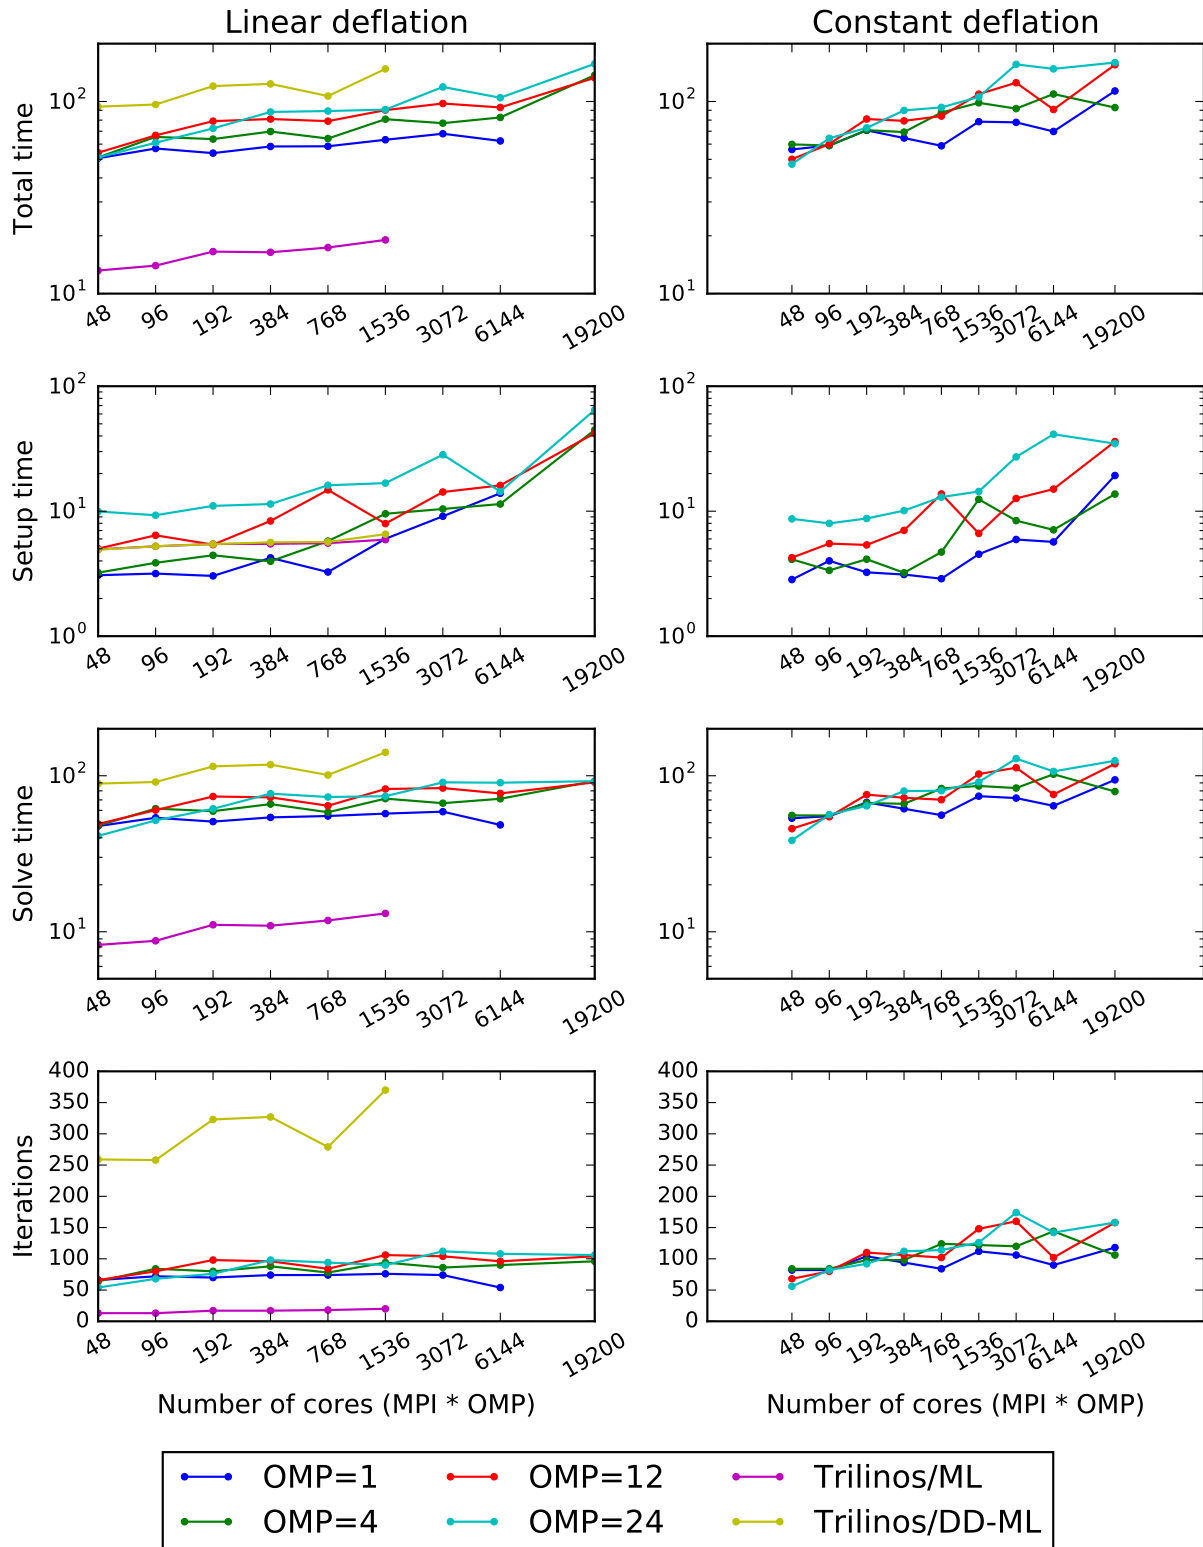 Linear deflation
Constant deflation
Total time
10^2
10^1
48 96 192 384 768 1536 3072 6144 19200
10^2
10^1
48 96 192 384 768 1536 3072 6144 19200
Setup time
10^2
10^1
10^0
48 96 192 384 768 1536 3072 6144 19200
10^2
10^1
10^0
48 96 192 384 768 1536 3072 6144 19200
Solve time
10^2
10^1
48 96 192 384 768 1536 3072 6144 19200
10^2
10^1
48 96 192 384 768 1536 3072 6144 19200
Iterations
400
350
300
250
200
150
100
50
0
48 96 192 384 768 1536 3072 6144 19200
Number of cores (MPI * OMP)
400
350
300
250
200
150
100
50
0
48 96 192 384 768 1536 3072 6144 19200
Number of cores (MPI * OMP)
OMP=1 OMP=12 Trilinos/ML
OMP=4 OMP=24 Trilinos/DD-ML